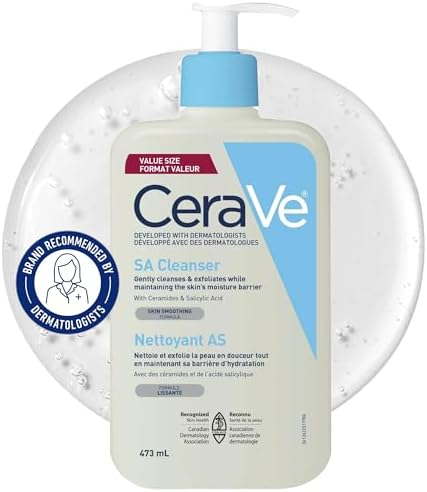 VALUE SIZE
FORMAT VALEUR
CeraVe®
DEVELOPED WITH DERMATOLOGISTS
DÉVELOPPÉ AVEC DES DERMATOLOGUES
SA Cleanser
Gently cleanses & exfoliates while
maintaining the skin's moisture barrier
With Ceramides & Salicylic Acid
SKIN SMOOTHING
FORMULA
Nettoyant AS
Nettoie et exfolie la peau en douceur tout
en maintenant sa barrière d'hydratation
Avec des céramides et de l'acide salicylique
FORMULE
LISSANTE
Recognized
Skin Health
Canadian
Dermatology
Association
Reconnu
Santé de la peau
Association
canadienne de
dermatologie
473 mL
BRAND RECOMMENDED BY
DERMATOLOGISTS